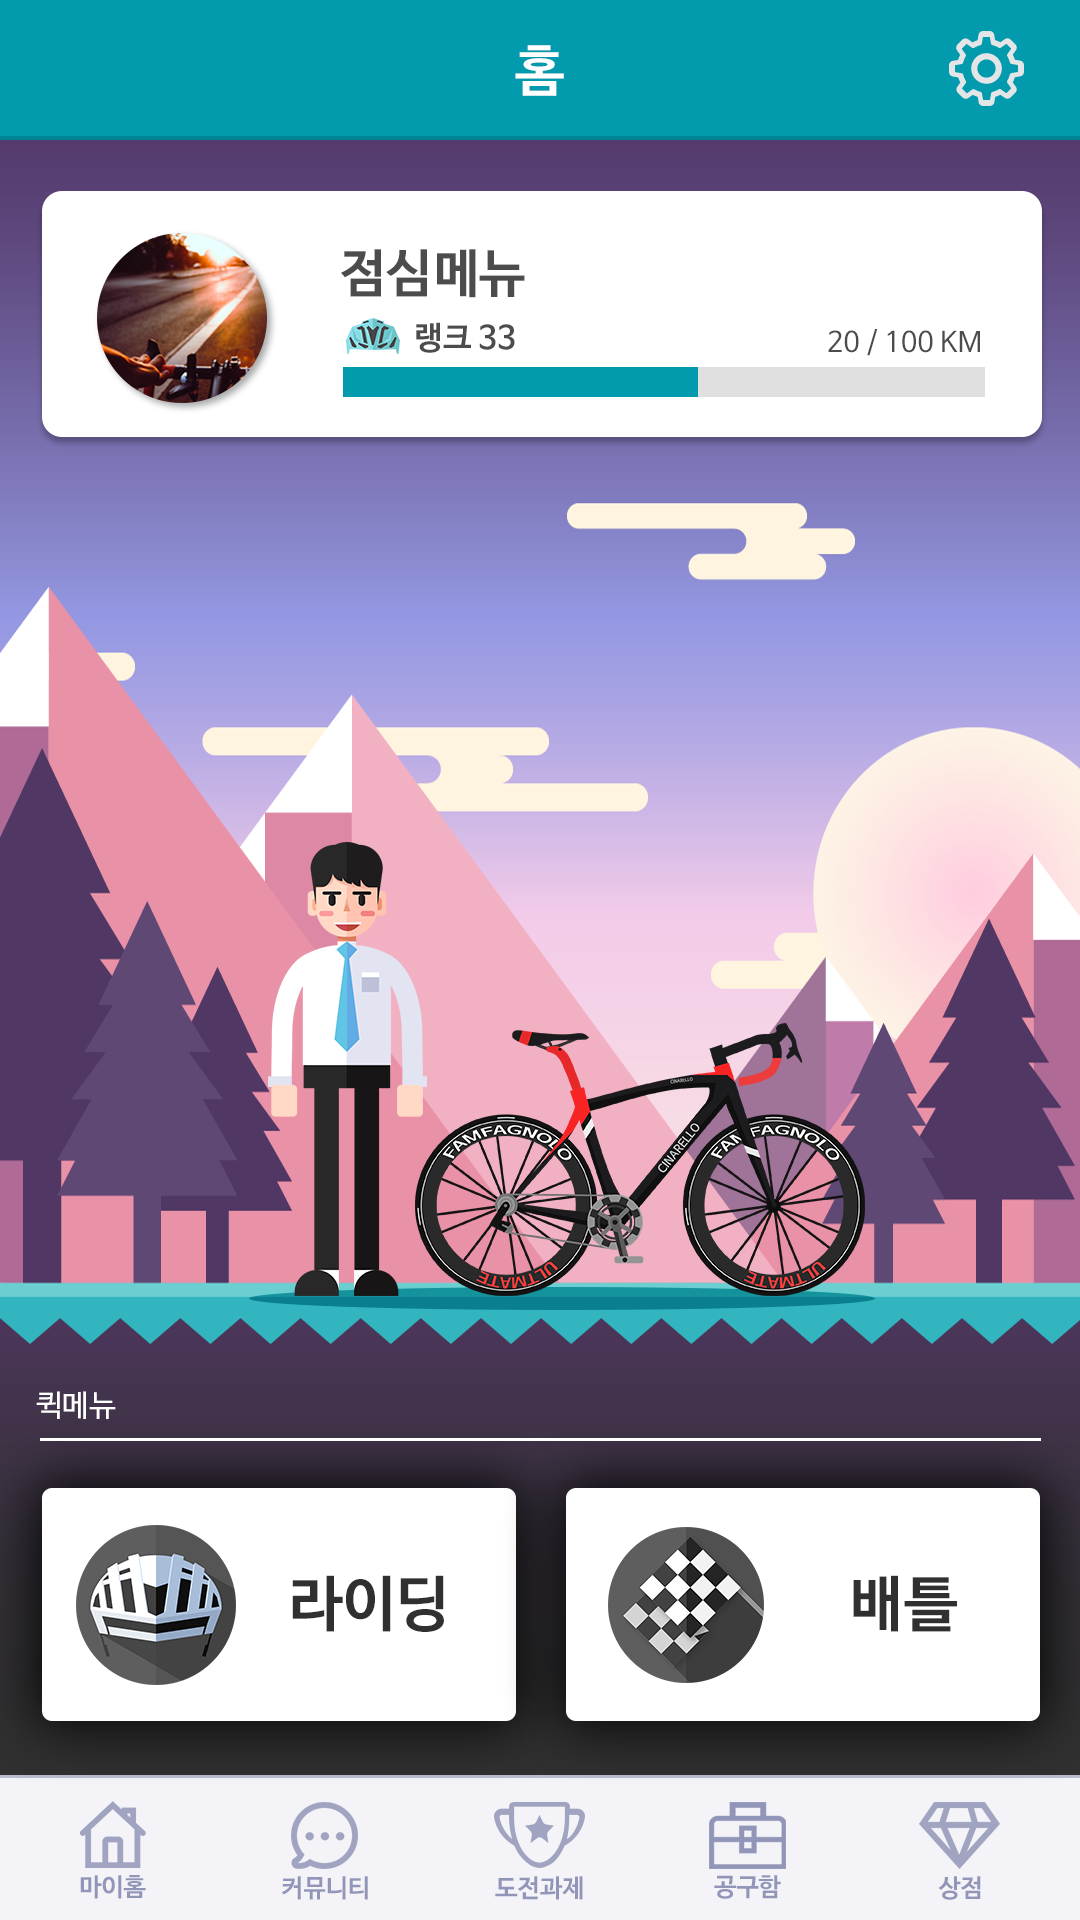 홈
점심메뉴
랭크 33
20 / 100 KM
CINARELLO
CINARELLO
FAMFAGNOLO
FAMFAGNOLO
ULTIMATE
ULTIMATE
퀵메뉴
라이딩
배틀
마이홈
커뮤니티
도전과제
공구함
상점